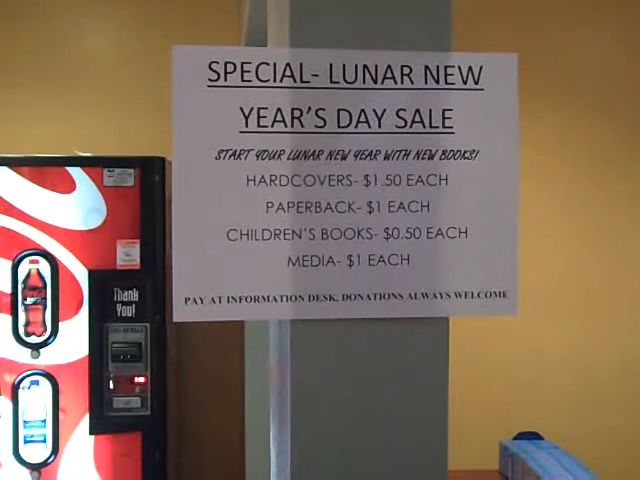 SPECIAL- LUNAR NEW
YEAR'S DAY SALE
START YOUR LUNAR NEW YEAR WITH NEW BOOKS!
HARDCOVERS- $1.50 EACH
PAPERBACK- $1 EACH
CHILDREN'S BOOKS- $0.50 EACH
MEDIA- $1 EACH
PAY AT INFORMATION DESK, DONATIONS ALWAYS WELCOME
Thank
You!